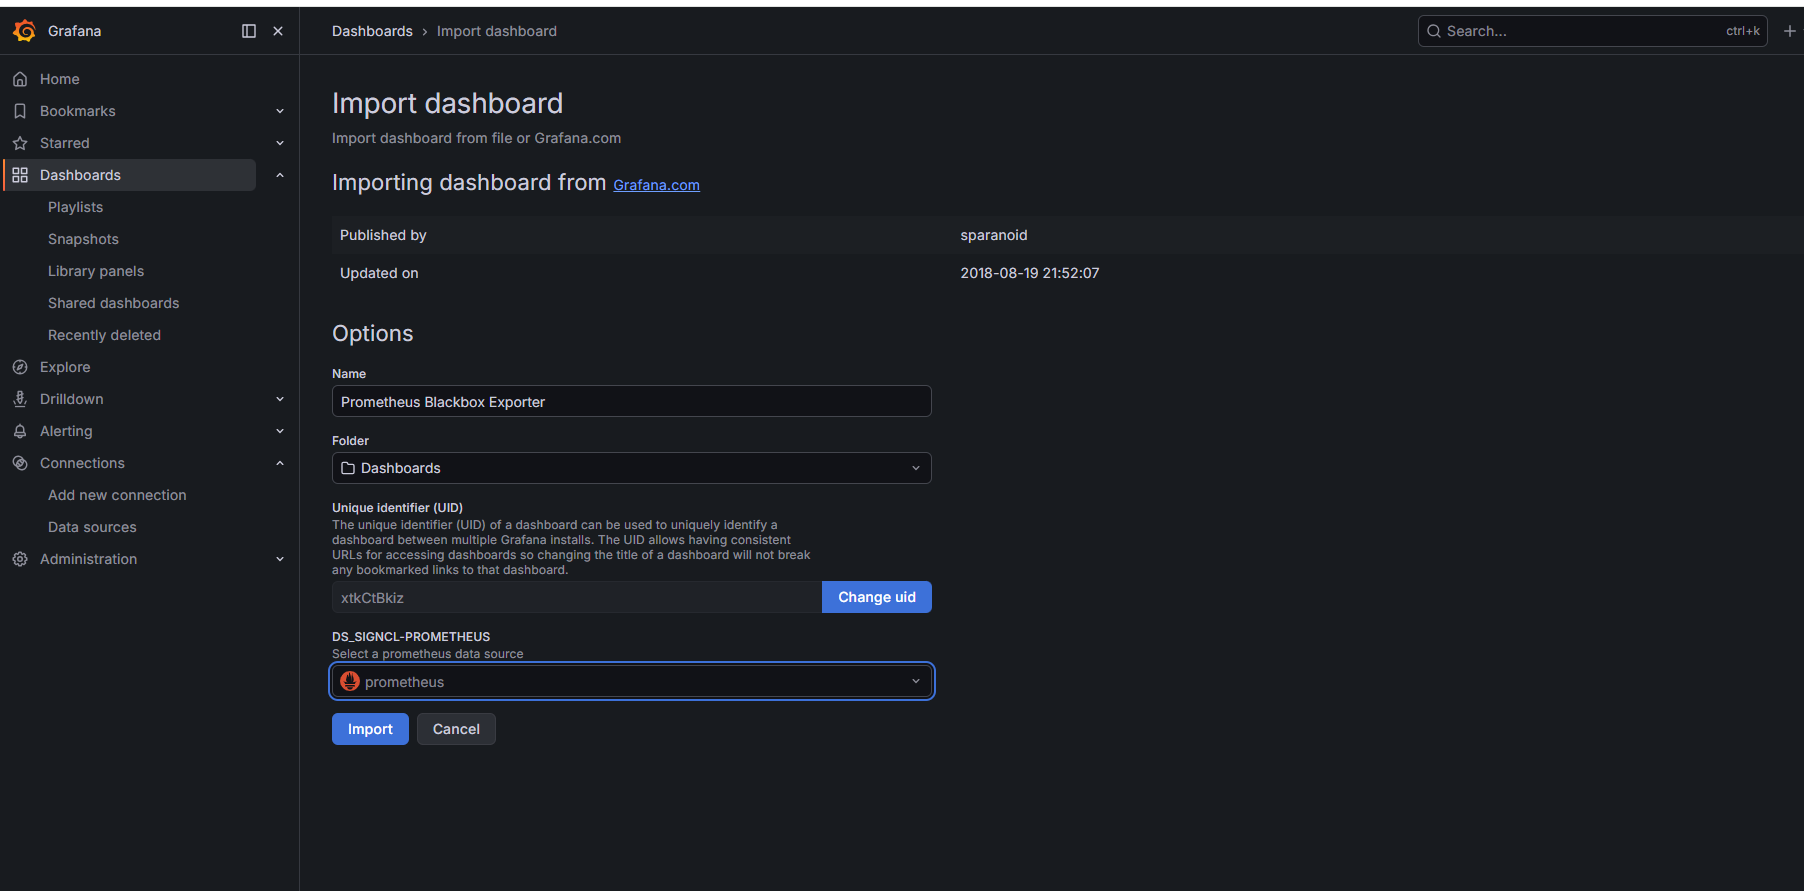 Grafana
Dashboards › Import dashboard
Search...
ctrl+k
Home
Bookmarks
Starred
Dashboards
Playlists
Snapshots
Library panels
Shared dashboards
Recently deleted
Explore
Drilldown
Alerting
Connections
Add new connection
Data sources
Administration
Import dashboard
Import dashboard from file or Grafana.com
Importing dashboard from Grafana.com
Published by sparanoid
Updated on 2018-08-19 21:52:07
Options
Name
Prometheus Blackbox Exporter
Folder
Dashboards
Unique identifier (UID)
The unique identifier (UID) of a dashboard can be used to uniquely identify a
dashboard between multiple Grafana installs. The UID allows having consistent
URLs for accessing dashboards so changing the title of a dashboard will not break
any bookmarked links to that dashboard.
xtkCtBkiz
Change uid
DS_SIGNCL-PROMETHEUS
Select a prometheus data source
prometheus
Import
Cancel